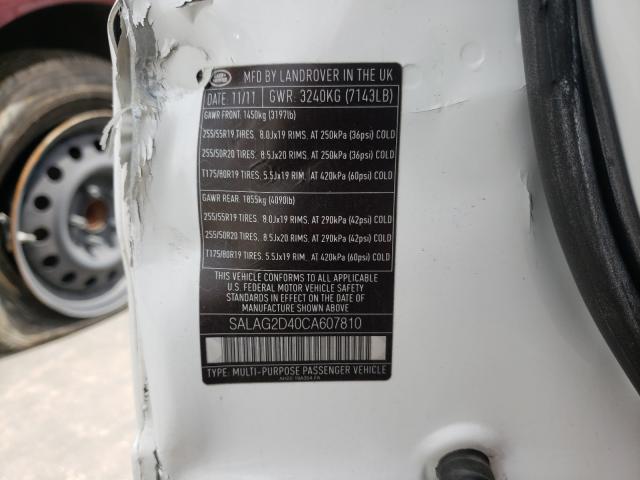 LAND ROVER
MFD BY LANDROVER IN THE UK
DATE: 11/11 GWR: 3240KG (7143LB)
GAWR FRONT: 1450kg (3197lb)
255/55R19 TIRES, 8.0Jx19 RIMS, AT 250kPa (36psi) COLD
255/50R20 TIRES, 8.5Jx20 RIMS, AT 250kPa (36psi) COLD
T175/80R19 TIRES, 5.5Jx19 RIM, AT 420kPa (60psi) COLD
GAWR REAR: 1855kg (4090lb)
255/55R19 TIRES, 8.0Jx19 RIMS, AT 290kPa (42psi) COLD
255/50R20 TIRES, 8.5Jx20 RIMS, AT 290kPa (42psi) COLD
T175/80R19 TIRES, 5.5Jx19 RIM, AT 420kPa (60psi) COLD
THIS VEHICLE CONFORMS TO ALL APPLICABLE
U.S. FEDERAL MOTOR VEHICLE SAFETY
STANDARDS IN EFFECT ON THE DATE OF
MANUFACTURE SHOWN ABOVE
SALAG2D40CA607810
TYPE: MULTI-PURPOSE PASSENGER VEHICLE